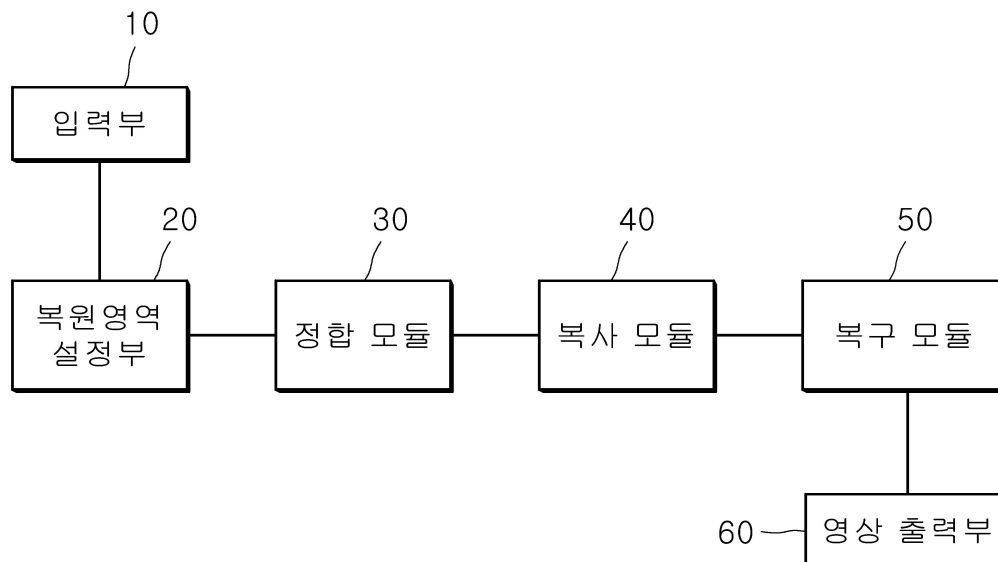 10
입력부
20
30
40
50
복원영역
설정부
정합 모듈
복사 모듈
복구 모듈
60
영상 출력부